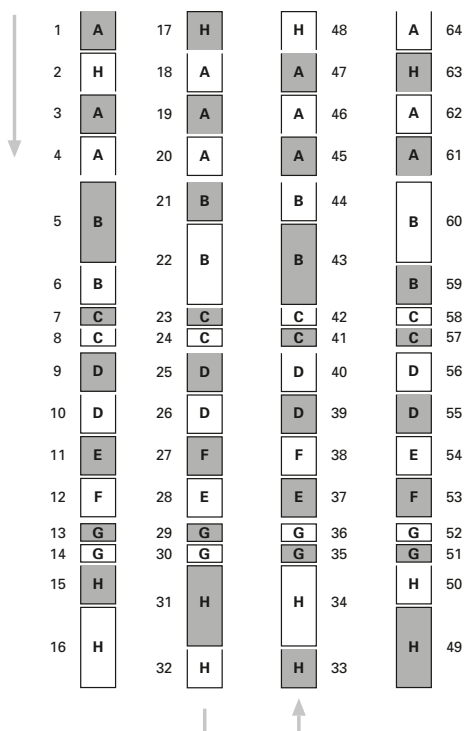 1 A 17 H H 48 A 64
2 H 18 A A 47 H 63
3 A 19 A A 46 A 62
4 A 20 A A 45 A 61
21 B B 44
5 B B 60
22 B B 43
6 B B 59
7 C 23 C C 42 C 58
8 C 24 C C 41 C 57
9 D 25 D D 40 D 56
10 D 26 D D 39 D 55
11 E 27 F F 38 E 54
12 F 28 E E 37 F 53
13 G 29 G G 36 G 52
14 G 30 G G 35 G 51
15 H H 50
31 H H 34
16 H H 49
32 H H 33